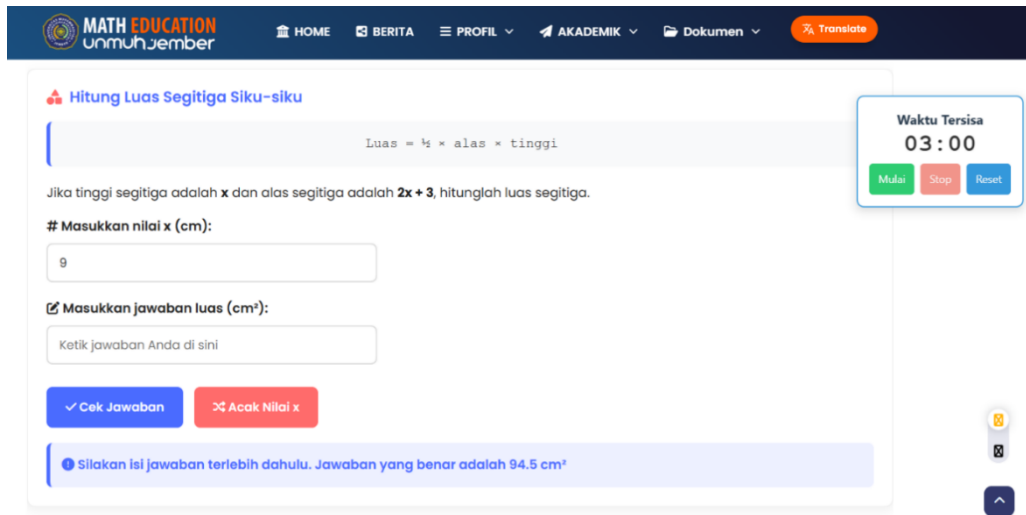 MATH EDUCATION
unmuh jember
HOME
BERITA
PROFIL
AKADEMIK
Dokumen
Translate
Hitung Luas Segitiga Siku-siku
Luas = ½ × alas × tinggi
Jika tinggi segitiga adalah x dan alas segitiga adalah 2x + 3, hitunglah luas segitiga.
# Masukkan nilai x (cm):
9
Masukkan jawaban luas (cm²):
Ketik jawaban Anda di sini
Cek Jawaban
Acak Nilai x
Silakan isi jawaban terlebih dahulu. Jawaban yang benar adalah 94.5 cm²
Waktu Tersisa
03:00
Mulai
Stop
Reset